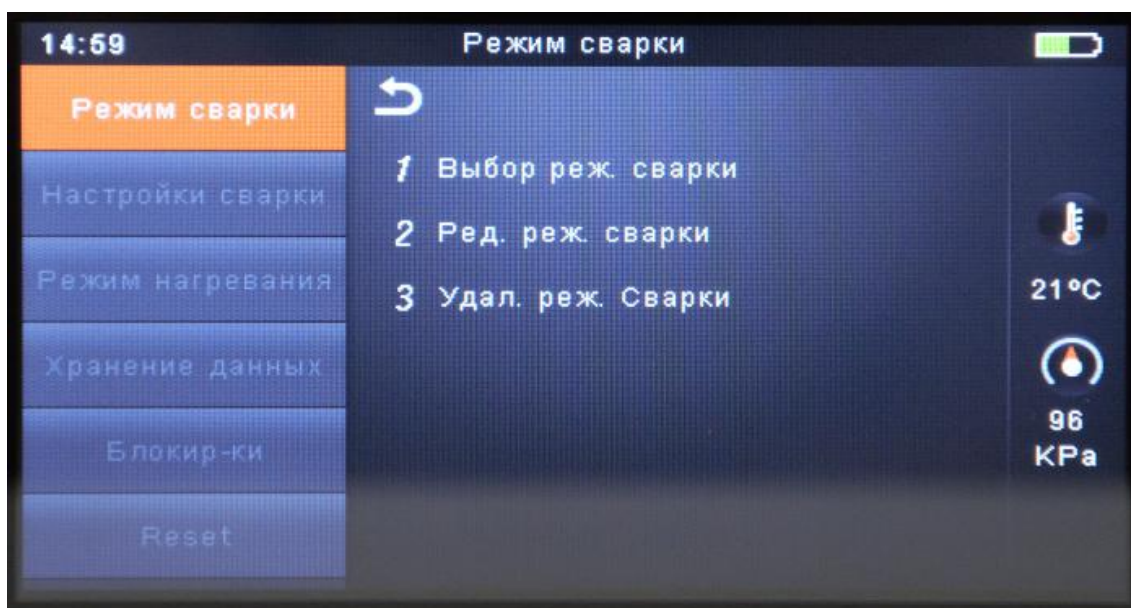 14:59 Режим сварки
Режим сварки
Настройки сварки
Режим нагревания
Хранение данных
Блокир-ки
Reset
1 Выбор реж. сварки
2 Ред. реж. сварки
3 Удал. реж. Сварки
21°C
96
KPa